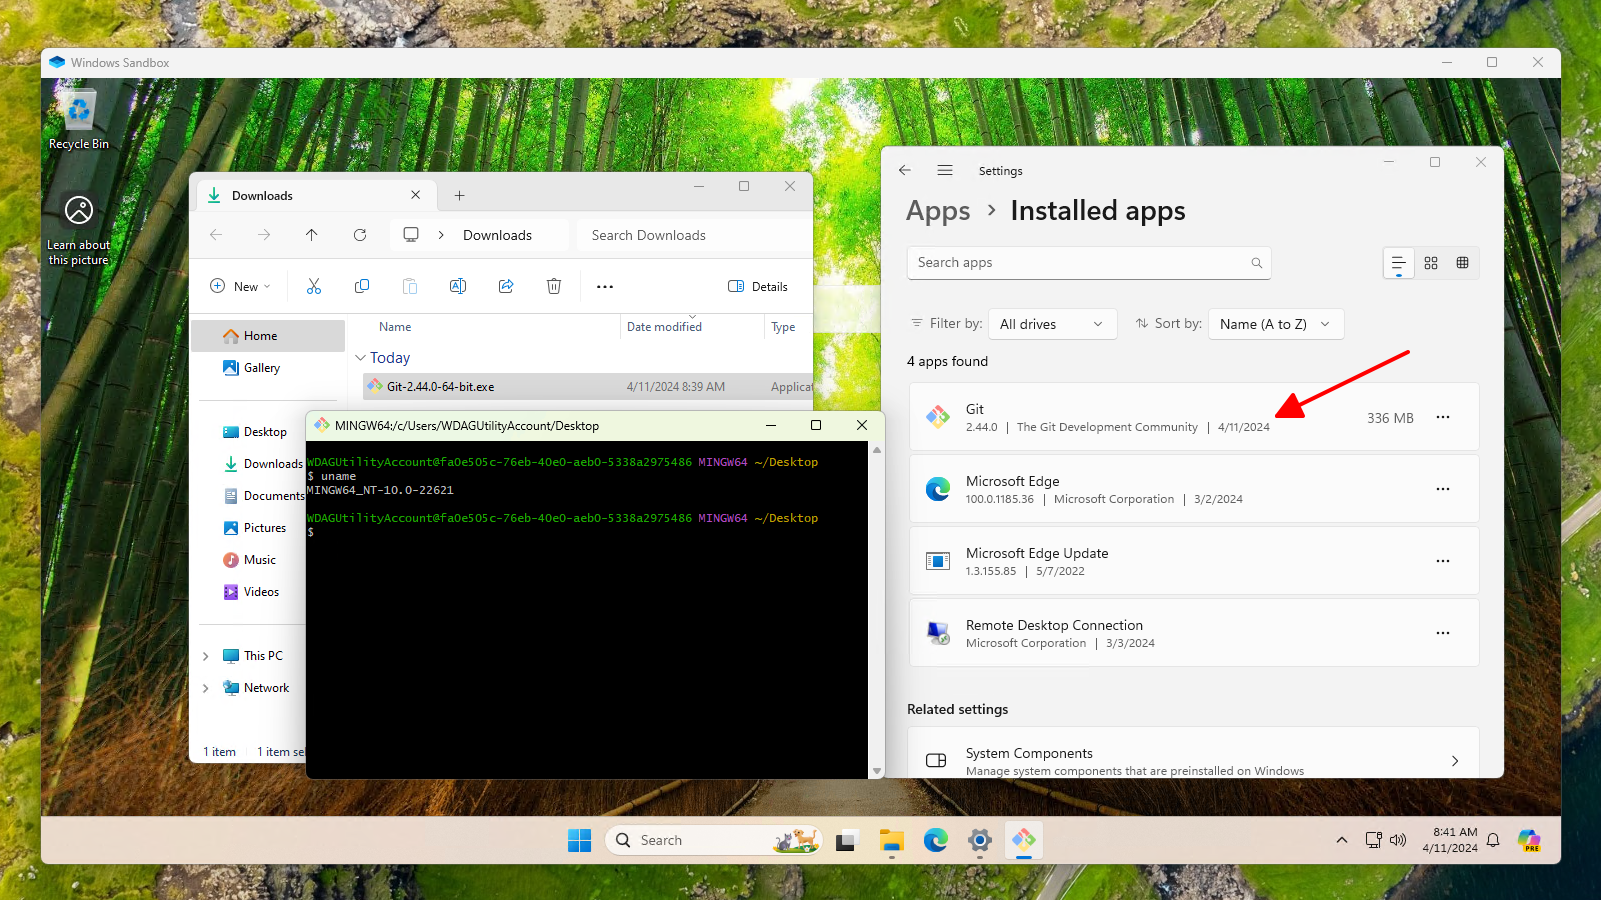 Windows Sandbox
Recycle Bin
Learn about
this picture
Downloads
Downloads
Search Downloads
New
Details
Name
Date modified
Type
Home
Gallery
Desktop
Downloads
Documents
Pictures
Music
Videos
This PC
Network
Today
Git-2.44.0-64-bit.exe
4/11/2024 8:39 AM
Applicat
1 item
1 item sel
MINGW64:/c/Users/WDAGUtilityAccount/Desktop
WDAGUtilityAccount@fa0e505c-76eb-40e0-aeb0-5338a2975486 MINGW64 ~/Desktop
$ uname
MINGW64_NT-10.0-22621
WDAGUtilityAccount@fa0e505c-76eb-40e0-aeb0-5338a2975486 MINGW64 ~/Desktop
$
Settings
Apps > Installed apps
Search apps
Filter by: All drives
Sort by: Name (A to Z)
4 apps found
Git
2.44.0 | The Git Development Community | 4/11/2024
336 MB
Microsoft Edge
100.0.1185.36 | Microsoft Corporation | 3/2/2024
Microsoft Edge Update
1.3.155.85 | 5/7/2022
Remote Desktop Connection
Microsoft Corporation | 3/3/2024
Related settings
System Components
Manage system components that are preinstalled on Windows
Search
8:41 AM
4/11/2024
PRE